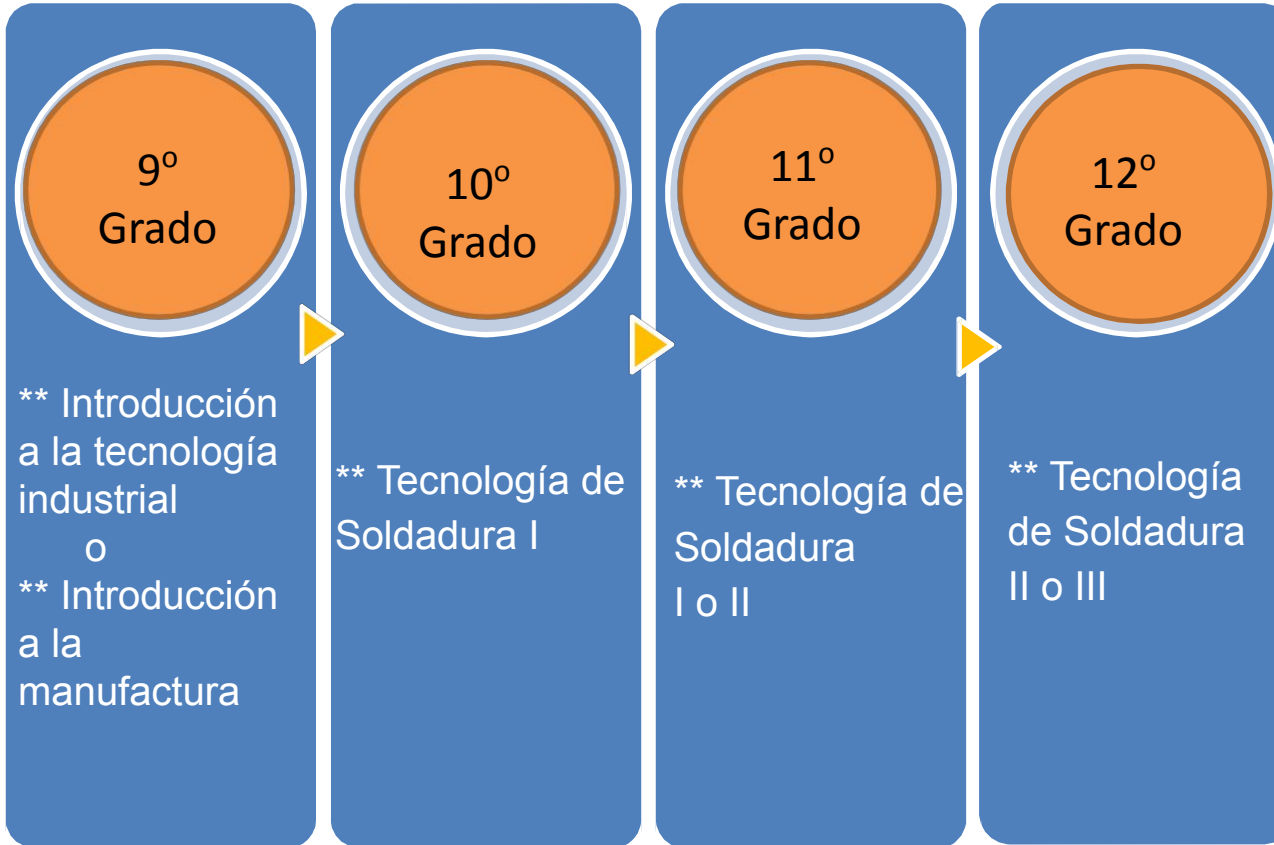 9º
Grado
** Introducción
a la tecnología
industrial
o
** Introducción
a la
manufactura
10º
Grado
** Tecnología de
Soldadura I
11º
Grado
** Tecnología de
Soldadura
I o II
12º
Grado
** Tecnología
de Soldadura
II o III